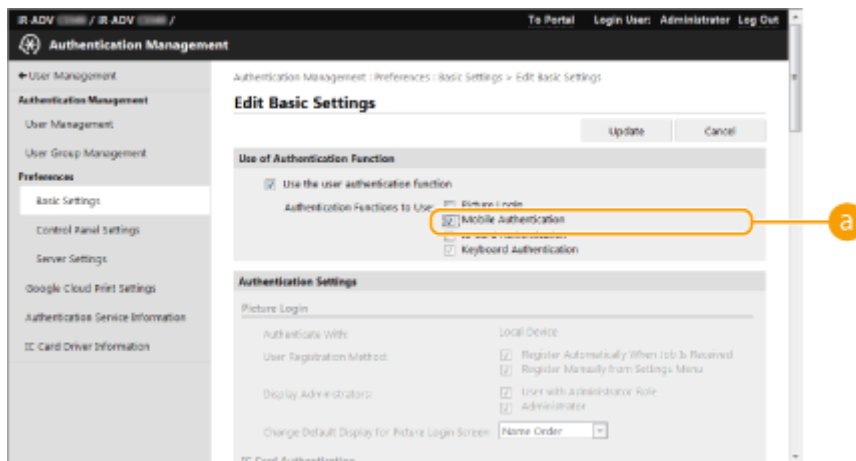 iR-ADV / iR-ADV /
To Portal Login User: Administrator Log Out
Authentication Management
User Management
Authentication Management : Preferences : Basic Settings > Edit Basic Settings
Authentication Management
Edit Basic Settings
User Management
Update Cancel
User Group Management
Use of Authentication Function
Preferences
Use the user authentication function
Basic Settings
Authentication Functions to Use: Picture Login
Mobile Authentication
a
Control Panel Settings
Keyboard Authentication
Server Settings
Google Cloud Print Settings
Authentication Settings
Picture Login
Authentication Service Information
Authenticate With: Local Device
IC Card Driver Information
User Registration Method: Register Automatically When Job Is Received
Register Manually from Settings Menu
Display Administrators: User with Administrator Role
Administrator
Change Default Display for Picture Login Screen: Name Order